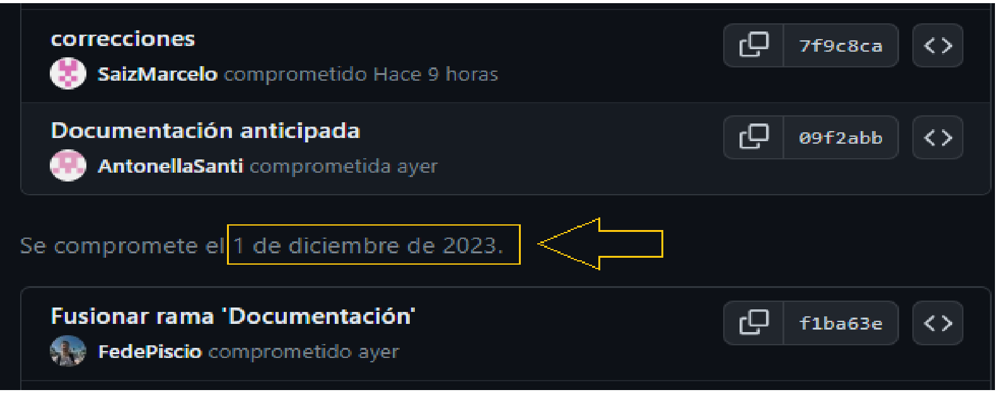 correcciones
7f9c8ca
SaizMarcelo comprometido Hace 9 horas
Documentación anticipada
09f2abb
AntonellaSanti comprometida ayer
Se compromete el 1 de diciembre de 2023.
Fusionar rama 'Documentación'
f1ba63e
FedePiscio comprometido ayer